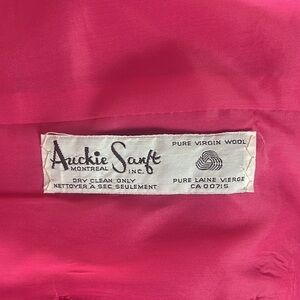 Auckie Sanft
MONTREAL INC.
DRY CLEAN ONLY
NETTOYER A SEC SEULEMENT
PURE VIRGIN WOOL
PURE LAINE VIERGE
CA 00715